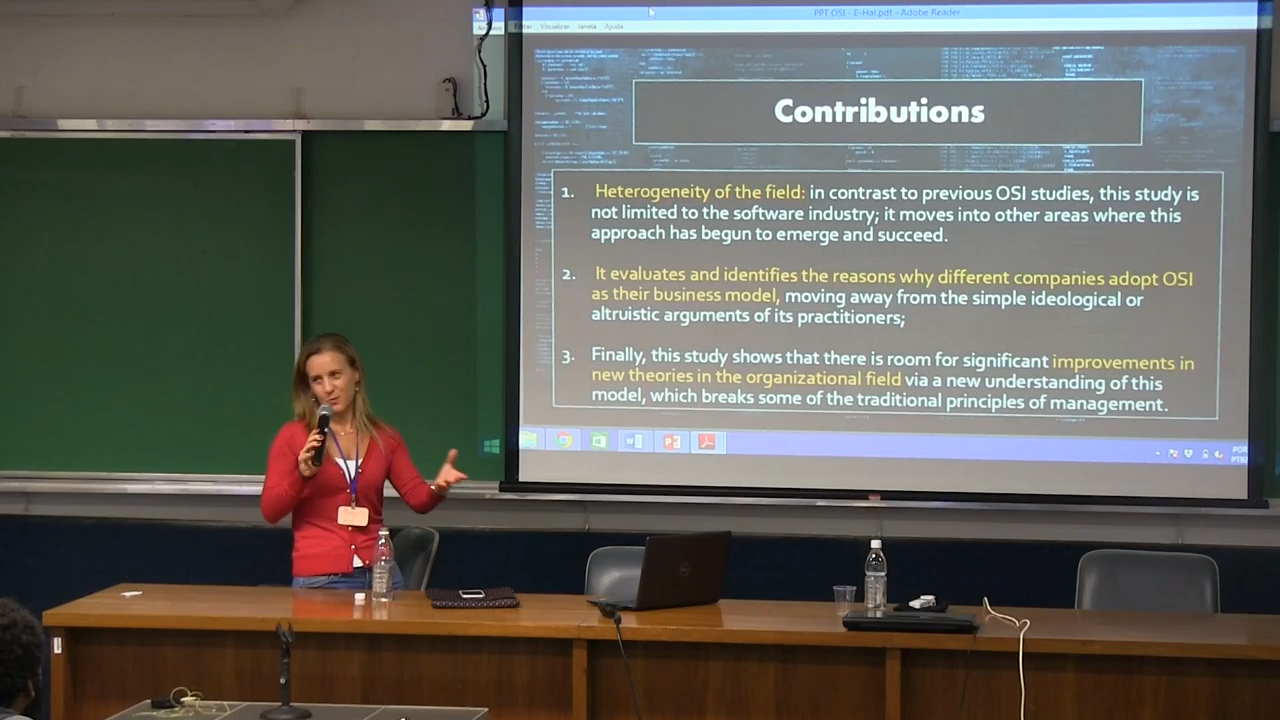 PPT OSI - E-Hal.pdf - Adobe Reader
Editar Visualizar Janela Ajuda
Contributions
1. Heterogeneity of the field: in contrast to previous OSI studies, this study is
not limited to the software industry; it moves into other areas where this
approach has begun to emerge and succeed.
2. It evaluates and identifies the reasons why different companies adopt OSI
as their business model, moving away from the simple ideological or
altruistic arguments of its practitioners;
3. Finally, this study shows that there is room for significant improvements in
new theories in the organizational field via a new understanding of this
model, which breaks some of the traditional principles of management.
POR